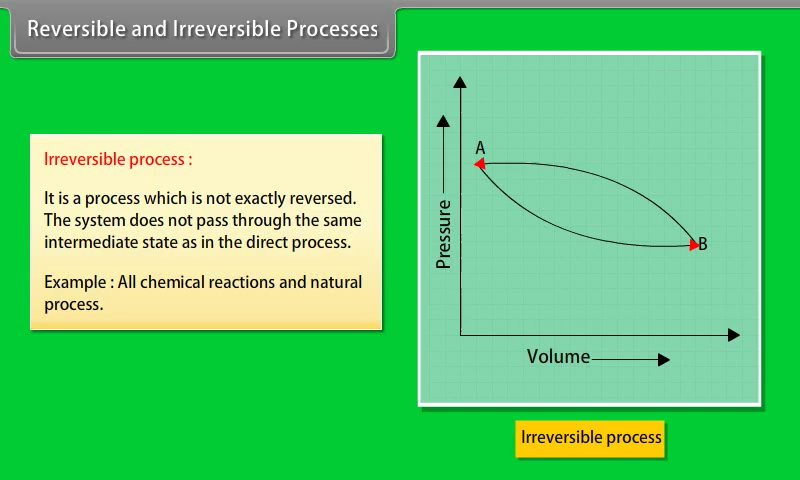 Reversible and Irreversible Processes
Irreversible process :
It is a process which is not exactly reversed.
The system does not pass through the same
intermediate state as in the direct process.
Example : All chemical reactions and natural
process.
A
B
Pressure
Volume
Irreversible process